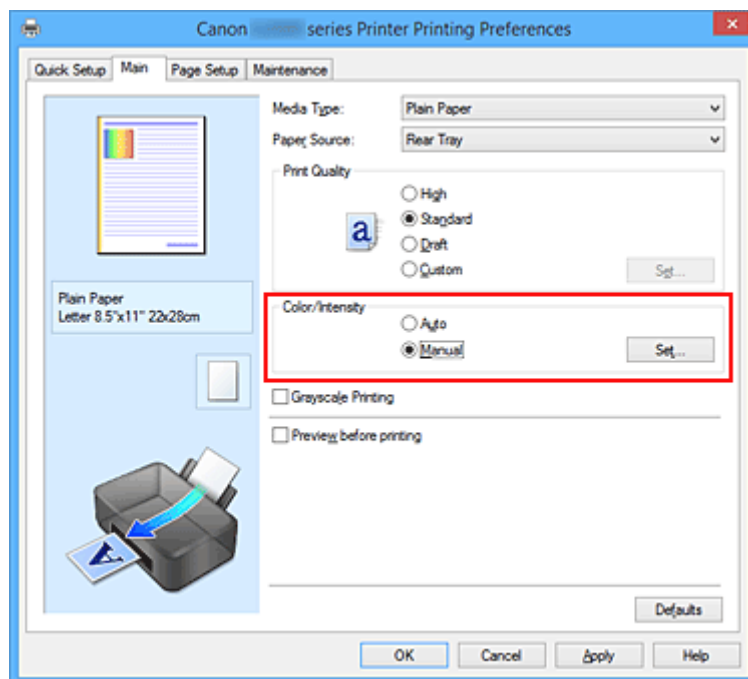 Canon series Printer Printing Preferences
Quick Setup Main Page Setup Maintenance
Media Type: Plain Paper
Paper Source: Rear Tray
Print Quality
High
a Standard
Draft
Custom Set...
Plain Paper
Letter 8.5"x11" 22x28cm
Color/Intensity
Auto
Manual Set...
Grayscale Printing
Preview before printing
A
Defaults
OK Cancel Apply Help